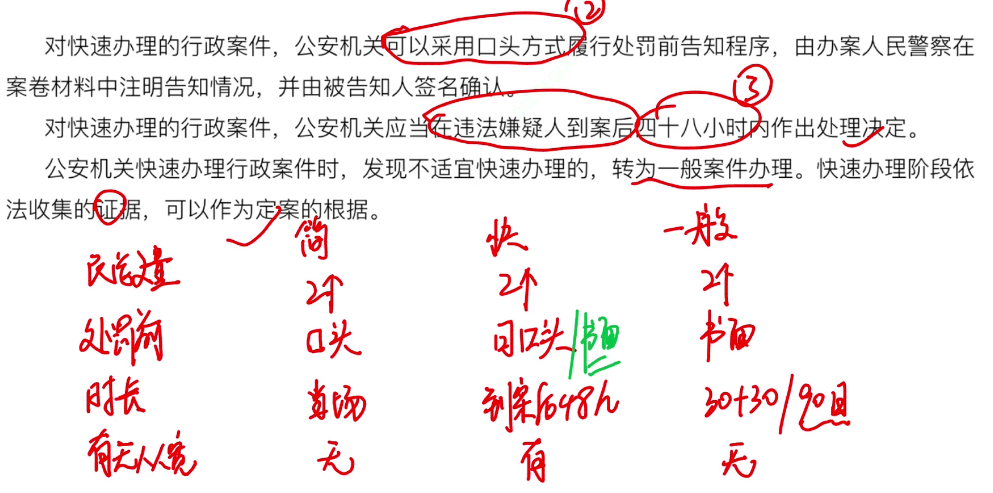 ②
对快速办理的行政案件，公安机关可以采用口头方式履行处罚前告知程序，由办案人民警察在
案卷材料中注明告知情况，并由被告知人签名确认。
③
对快速办理的行政案件，公安机关应当在违法嫌疑人到案后四十八小时内作出处理决定。
公安机关快速办理行政案件时，发现不适宜快速办理的，转为一般案件办理。快速办理阶段依
法收集的证据，可以作为定案的根据。
简 快 一般
民警数量 2个 2个 2个
处罚前 口头 可口头/书面 书面
时长 当场 到案后48h 30+30/90日
有无认宽 无 有 无